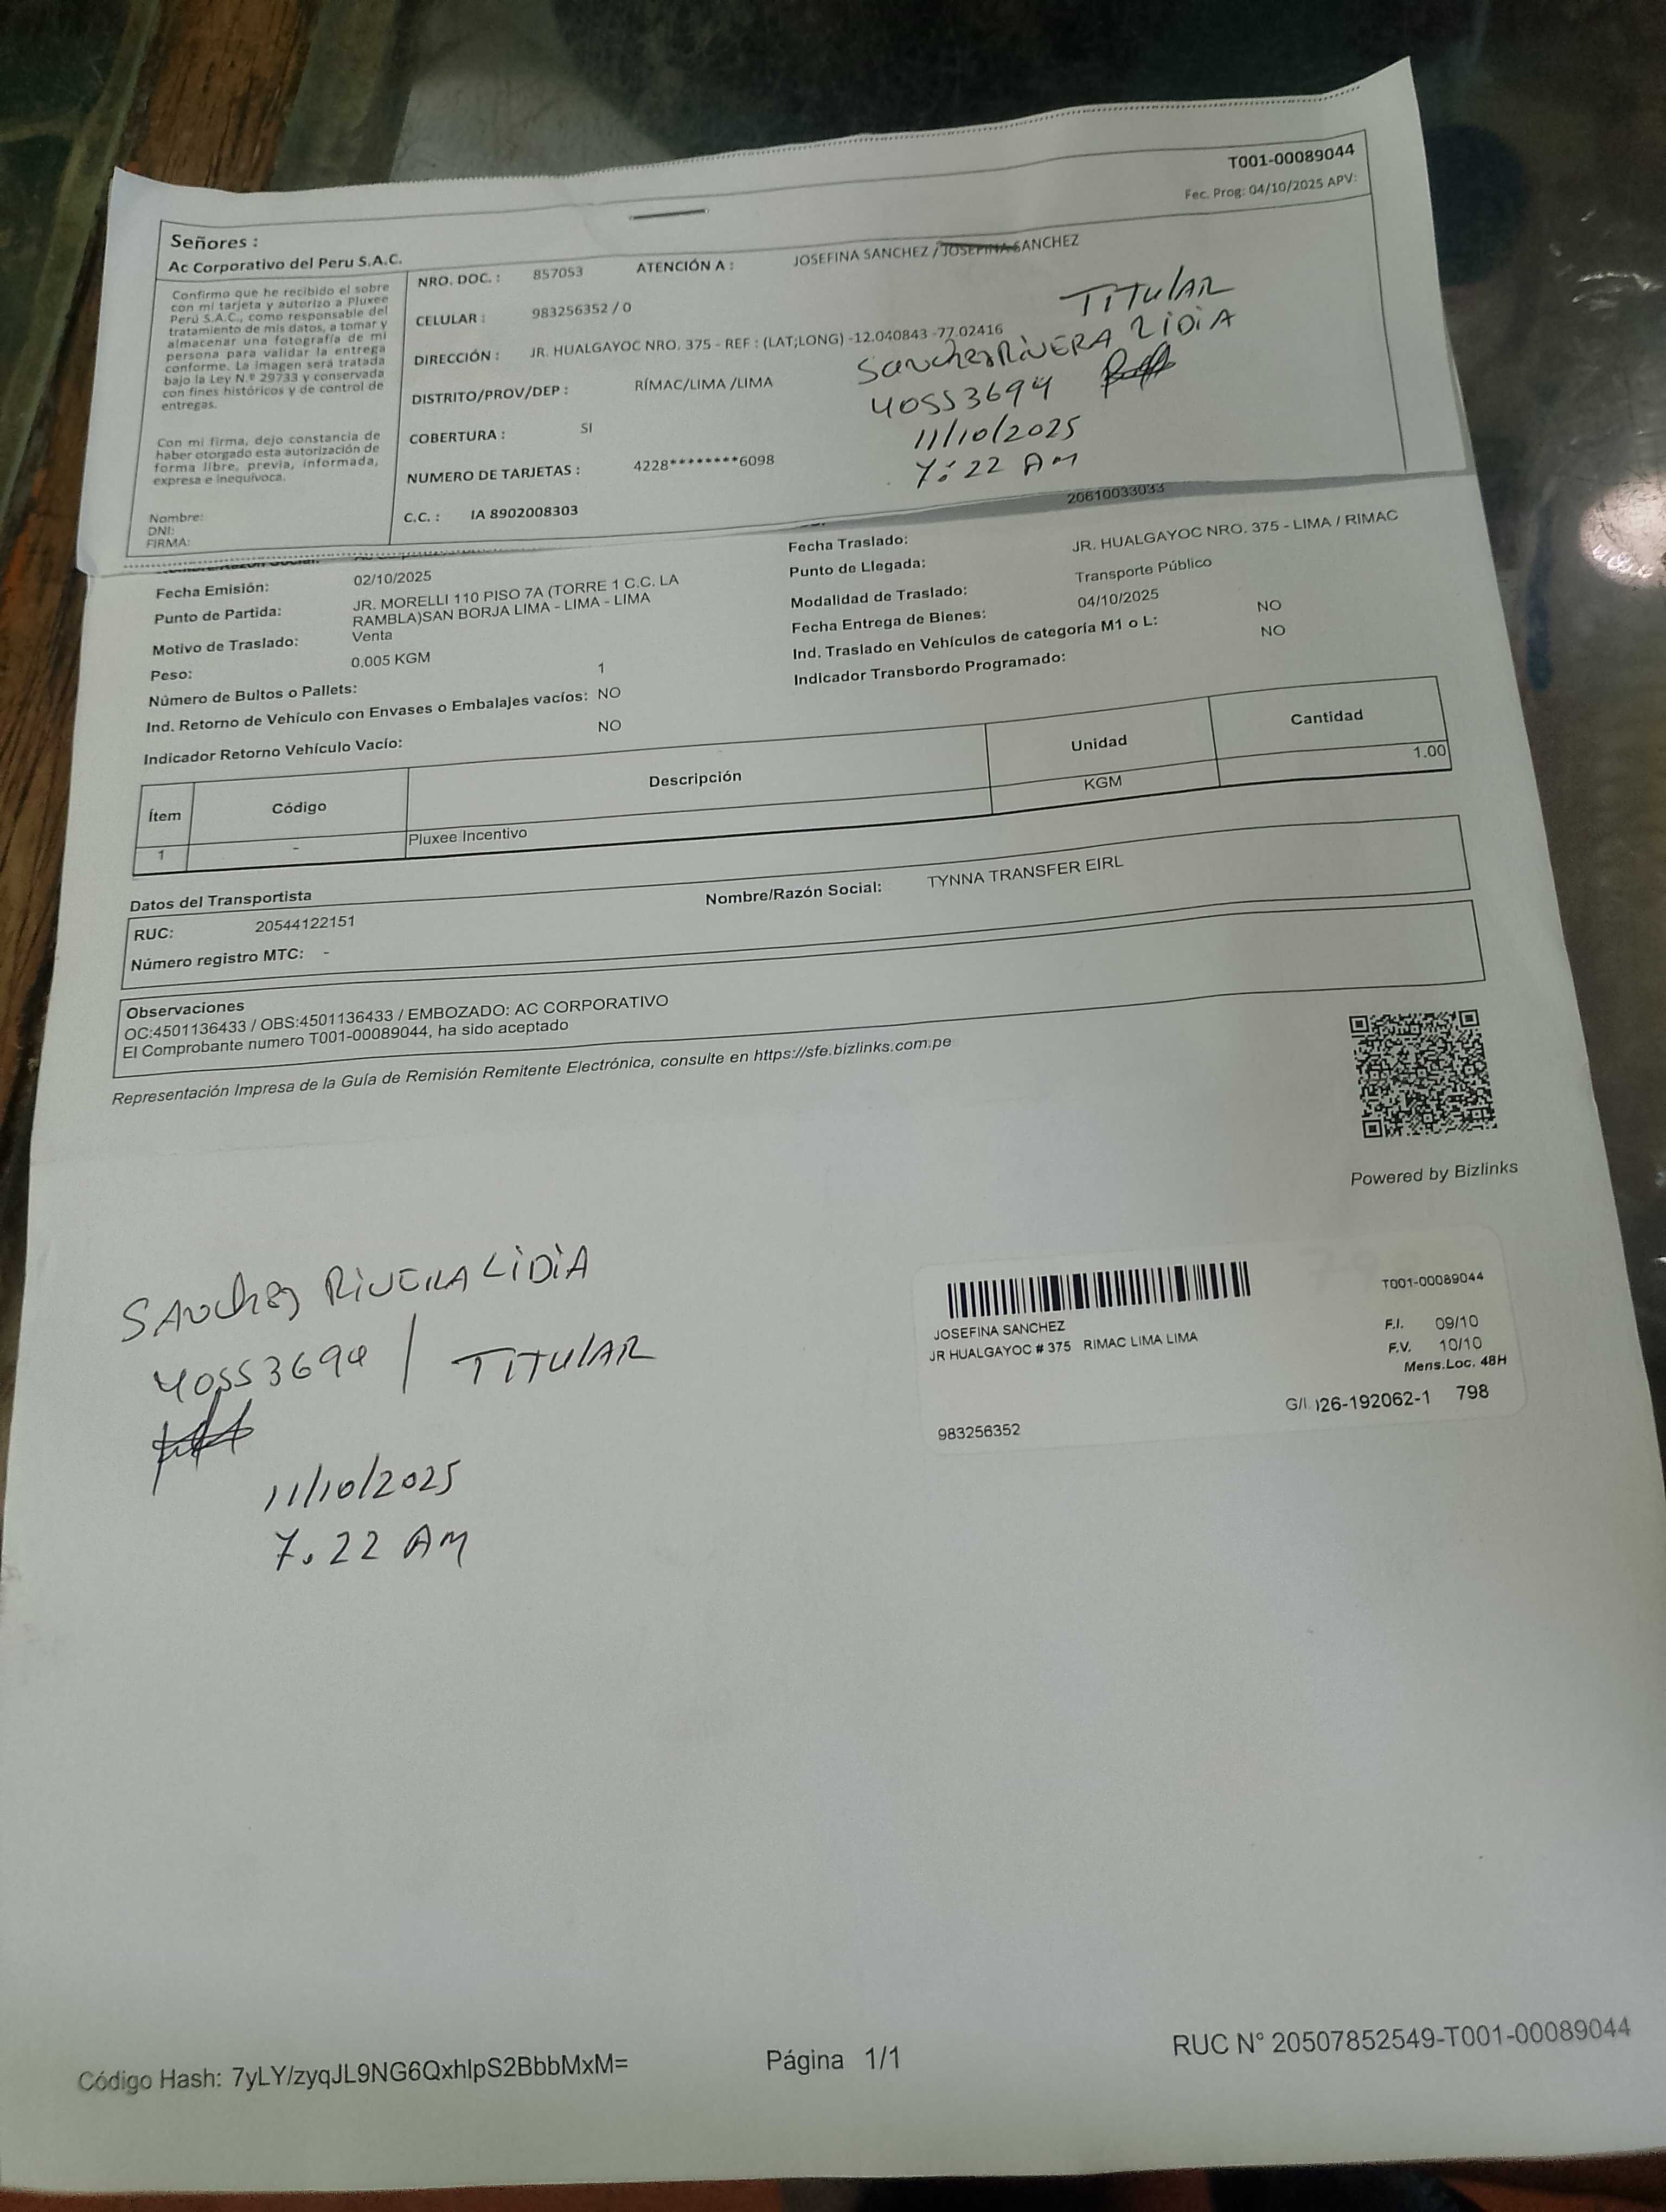 T001-00089044
Fec. Prog: 04/10/2025 APV:
Señores :
Ac Corporativo del Peru S.A.C.
Confirmo que he recibido el sobre
con mi tarjeta y autorizo a Pluxee
Perú S.A.C., como responsable del
tratamiento de mis datos, a tomar y
almacenar una fotografía de mi
persona para validar la entrega
conforme. La imagen será tratada
bajo la Ley N.º 29733 y conservada
con fines históricos y de control de
entregas.
Con mi firma, dejo constancia de
haber otorgado esta autorización de
forma libre, previa, informada,
expresa e inequívoca.
Nombre:
DNI:
FIRMA:
NRO. DOC. : 857053 ATENCIÓN A : JOSEFINA SANCHEZ / JOSEFINA SANCHEZ
CELULAR : 983256352 / 0
DIRECCIÓN : JR. HUALGAYOC NRO. 375 - REF : (LAT;LONG) -12.040843 -77.02416
DISTRITO/PROV/DEP : RÍMAC/LIMA /LIMA
COBERTURA : SI
NUMERO DE TARJETAS : 4228********6098
C.C. : IA 8902008303
TITULAR
Sanchez RIVERA LIDIA
40553694
11/10/2025
7:22 AM
20610033033
Fecha Emisión: 02/10/2025
Punto de Partida: JR. MORELLI 110 PISO 7A (TORRE 1 C.C. LA
RAMBLA)SAN BORJA LIMA - LIMA - LIMA
Motivo de Traslado: Venta
Peso: 0.005 KGM
Número de Bultos o Pallets: 1
Ind. Retorno de Vehículo con Envases o Embalajes vacíos: NO
Indicador Retorno Vehículo Vacío: NO
Fecha Traslado:
Punto de Llegada: JR. HUALGAYOC NRO. 375 - LIMA / RIMAC
Modalidad de Traslado: Transporte Público
Fecha Entrega de Bienes: 04/10/2025
Ind. Traslado en Vehículos de categoría M1 o L: NO
Indicador Transbordo Programado: NO
Ítem Código Descripción Unidad Cantidad
1 - Pluxee Incentivo KGM 1.00
Datos del Transportista
RUC: 20544122151 Nombre/Razón Social: TYNNA TRANSFER EIRL
Número registro MTC: -
Observaciones
OC:4501136433 / OBS:4501136433 / EMBOZADO: AC CORPORATIVO
El Comprobante numero T001-00089044, ha sido aceptado
Representación Impresa de la Guía de Remisión Remitente Electrónica, consulte en https://sfe.bizlinks.com.pe
Powered by Bizlinks
SANchez RIVERA LIDIA
40553694 / TITULAR
11/10/2025
7.22 AM
T001-00089044
JOSEFINA SANCHEZ
JR HUALGAYOC # 375 RIMAC LIMA LIMA
F.I. 09/10
F.V. 10/10
Mens.Loc. 48H
G/I. 26-192062-1 798
983256352
Código Hash: 7yLY/zyqJL9NG6QxhlpS2BbbMxM=
Página 1/1
RUC N° 20507852549-T001-00089044